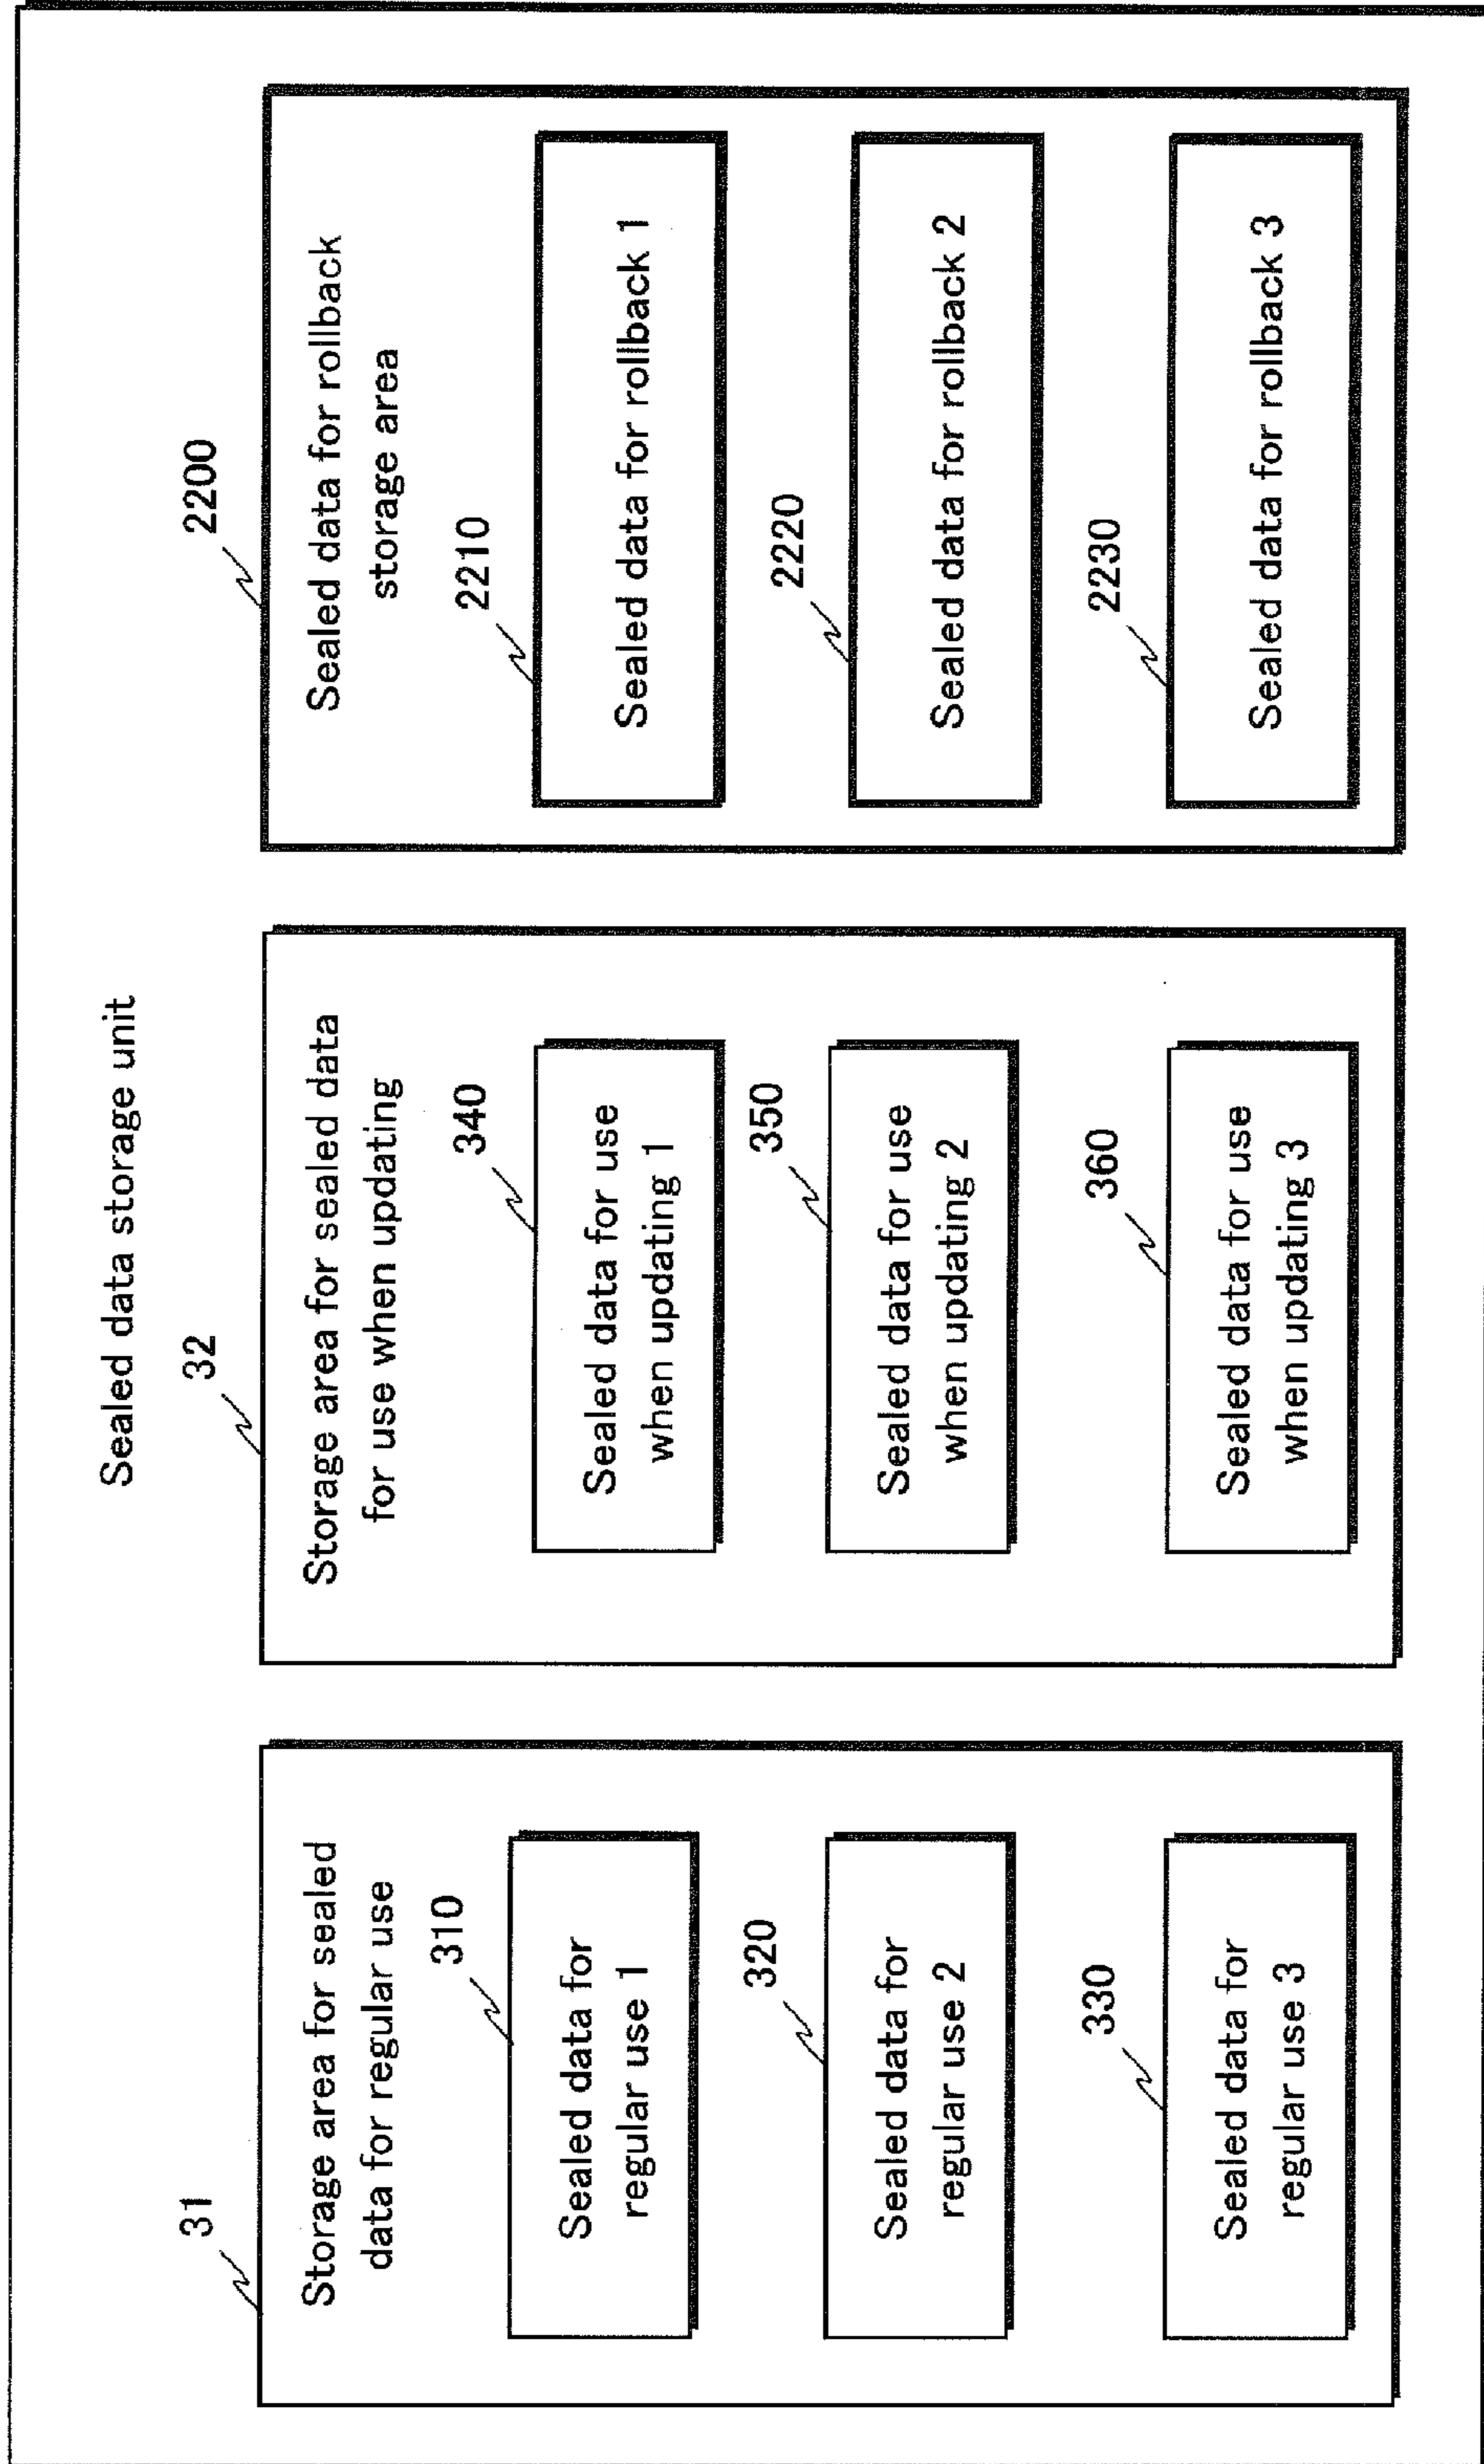 Sealed data storage unit
31
Storage area for sealed
data for regular use
310
Sealed data for
regular use 1
320
Sealed data for
regular use 2
330
Sealed data for
regular use 3
32
Storage area for sealed data
for use when updating
340
Sealed data for use
when updating 1
350
Sealed data for use
when updating 2
360
Sealed data for use
when updating 3
2200
Sealed data for rollback
storage area
2210
Sealed data for rollback 1
2220
Sealed data for rollback 2
2230
Sealed data for rollback 3